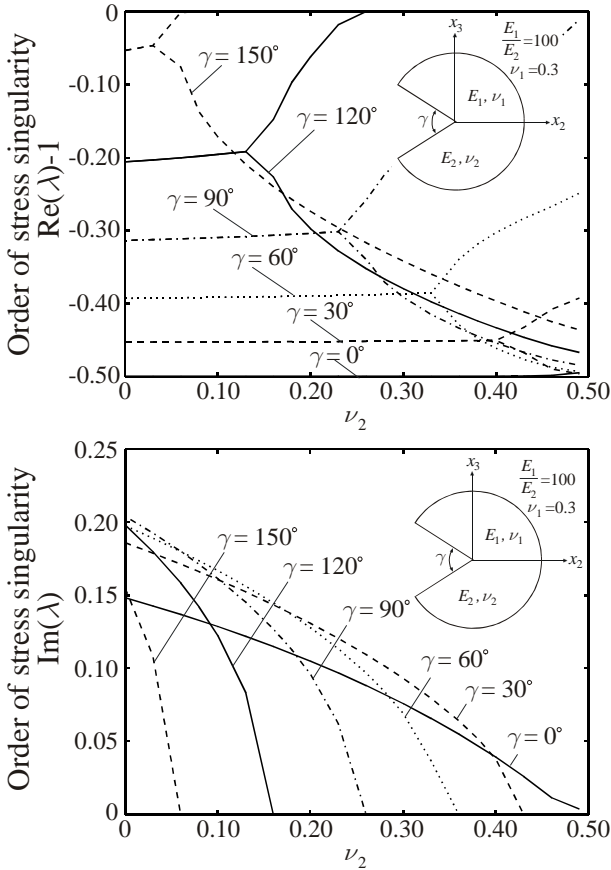 Order of stress singularity
Re(λ)-1
0
-0.10
-0.20
-0.30
-0.40
-0.50
0
0.10
0.20
0.30
0.40
0.50
ν2
γ = 150°
γ = 120°
γ = 90°
γ = 60°
γ = 30°
γ = 0°
x3
x2
E1, ν1
E2, ν2
γ
E1/E2=100
ν1=0.3
Order of stress singularity
Im(λ)
0.25
0.20
0.15
0.10
0.05
0
0
0.10
0.20
0.30
0.40
0.50
ν2
γ = 150°
γ = 120°
γ = 90°
γ = 60°
γ = 30°
γ = 0°
x3
x2
E1, ν1
E2, ν2
γ
E1/E2=100
ν1=0.3